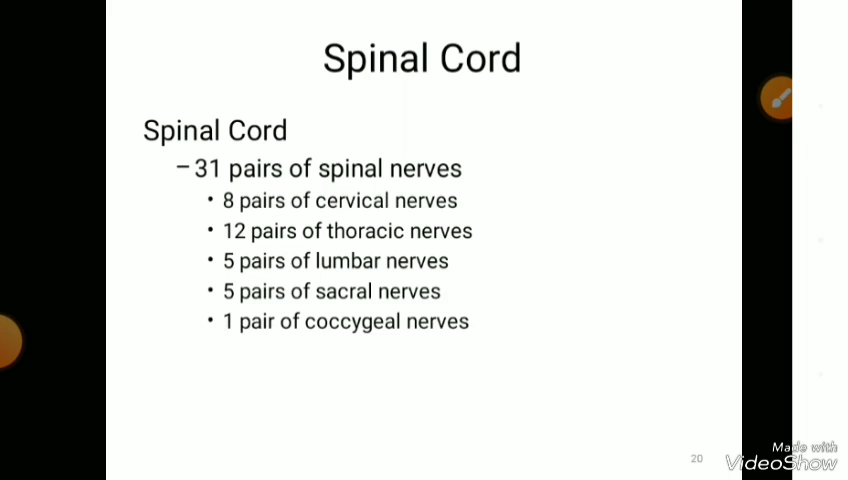 Spinal Cord
Spinal Cord
– 31 pairs of spinal nerves
• 8 pairs of cervical nerves
• 12 pairs of thoracic nerves
• 5 pairs of lumbar nerves
• 5 pairs of sacral nerves
• 1 pair of coccygeal nerves
20
Made with
VideoShow